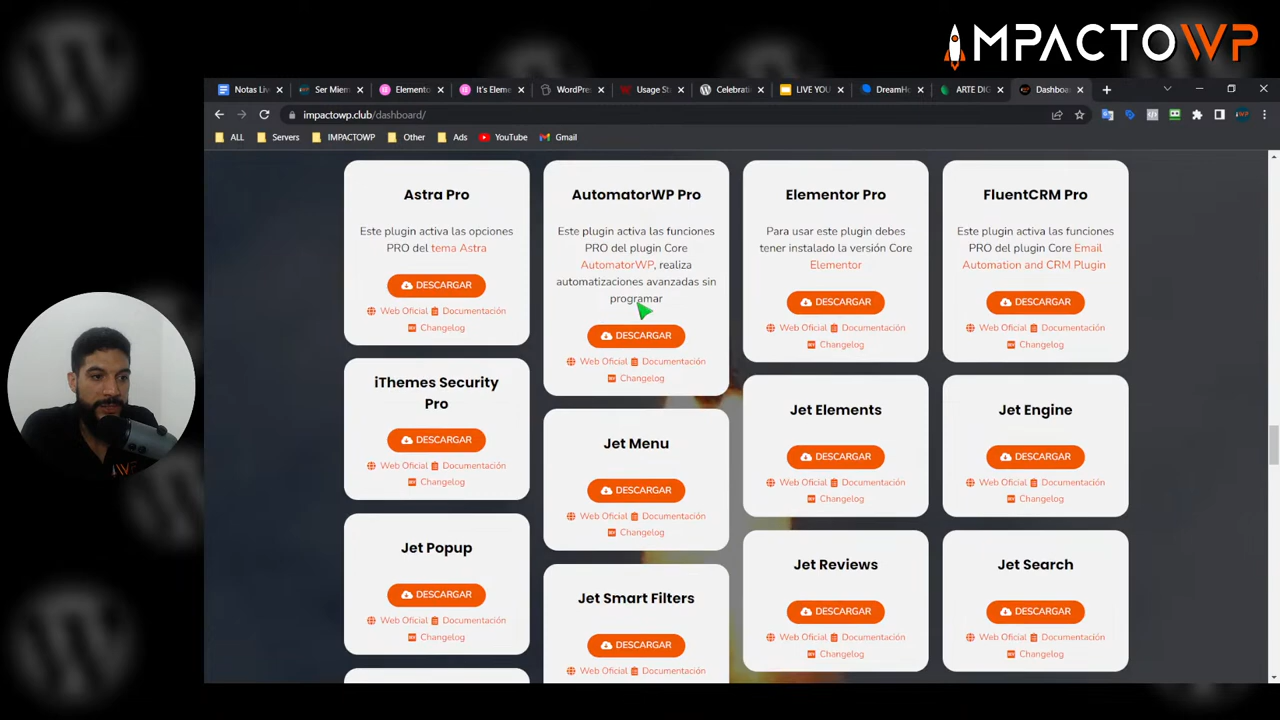 IMPACTOWP
Notas Liv
Ser Miem
Elemento
It's Eleme
WordPres
Usage St
Celebrati
LIVE YOU
DreamHo
ARTE DIG
Dashboa
impactowp.club/dashboard/
ALL
Servers
IMPACTOWP
Other
Ads
YouTube
Gmail
Astra Pro
Este plugin activa las opciones
PRO del tema Astra
DESCARGAR
Web Oficial Documentación
Changelog
AutomatorWP Pro
Este plugin activa las funciones
PRO del plugin Core
AutomatorWP, realiza
automatizaciones avanzadas sin
programar
DESCARGAR
Web Oficial Documentación
Changelog
Elementor Pro
Para usar este plugin debes
tener instalado la versión Core
Elementor
DESCARGAR
Web Oficial Documentación
Changelog
FluentCRM Pro
Este plugin activa las funciones
PRO del plugin Core Email
Automation and CRM Plugin
DESCARGAR
Web Oficial Documentación
Changelog
iThemes Security
Pro
DESCARGAR
Web Oficial Documentación
Changelog
Jet Menu
DESCARGAR
Web Oficial Documentación
Changelog
Jet Elements
DESCARGAR
Web Oficial Documentación
Changelog
Jet Engine
DESCARGAR
Web Oficial Documentación
Changelog
Jet Popup
DESCARGAR
Web Oficial Documentación
Changelog
Jet Smart Filters
DESCARGAR
Web Oficial Documentación
Jet Reviews
DESCARGAR
Web Oficial Documentación
Changelog
Jet Search
DESCARGAR
Web Oficial Documentación
Changelog